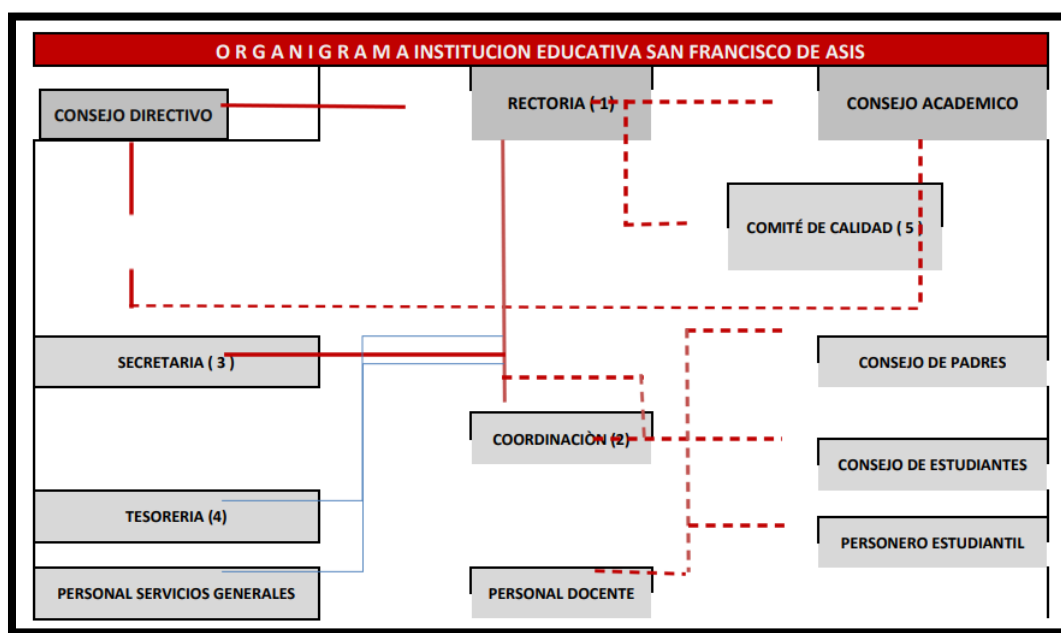 O R G A N I G R A M A INSTITUCION EDUCATIVA SAN FRANCISCO DE ASIS
CONSEJO DIRECTIVO
RECTORIA ( 1)
CONSEJO ACADEMICO
COMITÉ DE CALIDAD ( 5 )
SECRETARIA ( 3 )
CONSEJO DE PADRES
COORDINACIÒN (2)
CONSEJO DE ESTUDIANTES
TESORERIA (4)
PERSONERO ESTUDIANTIL
PERSONAL SERVICIOS GENERALES
PERSONAL DOCENTE